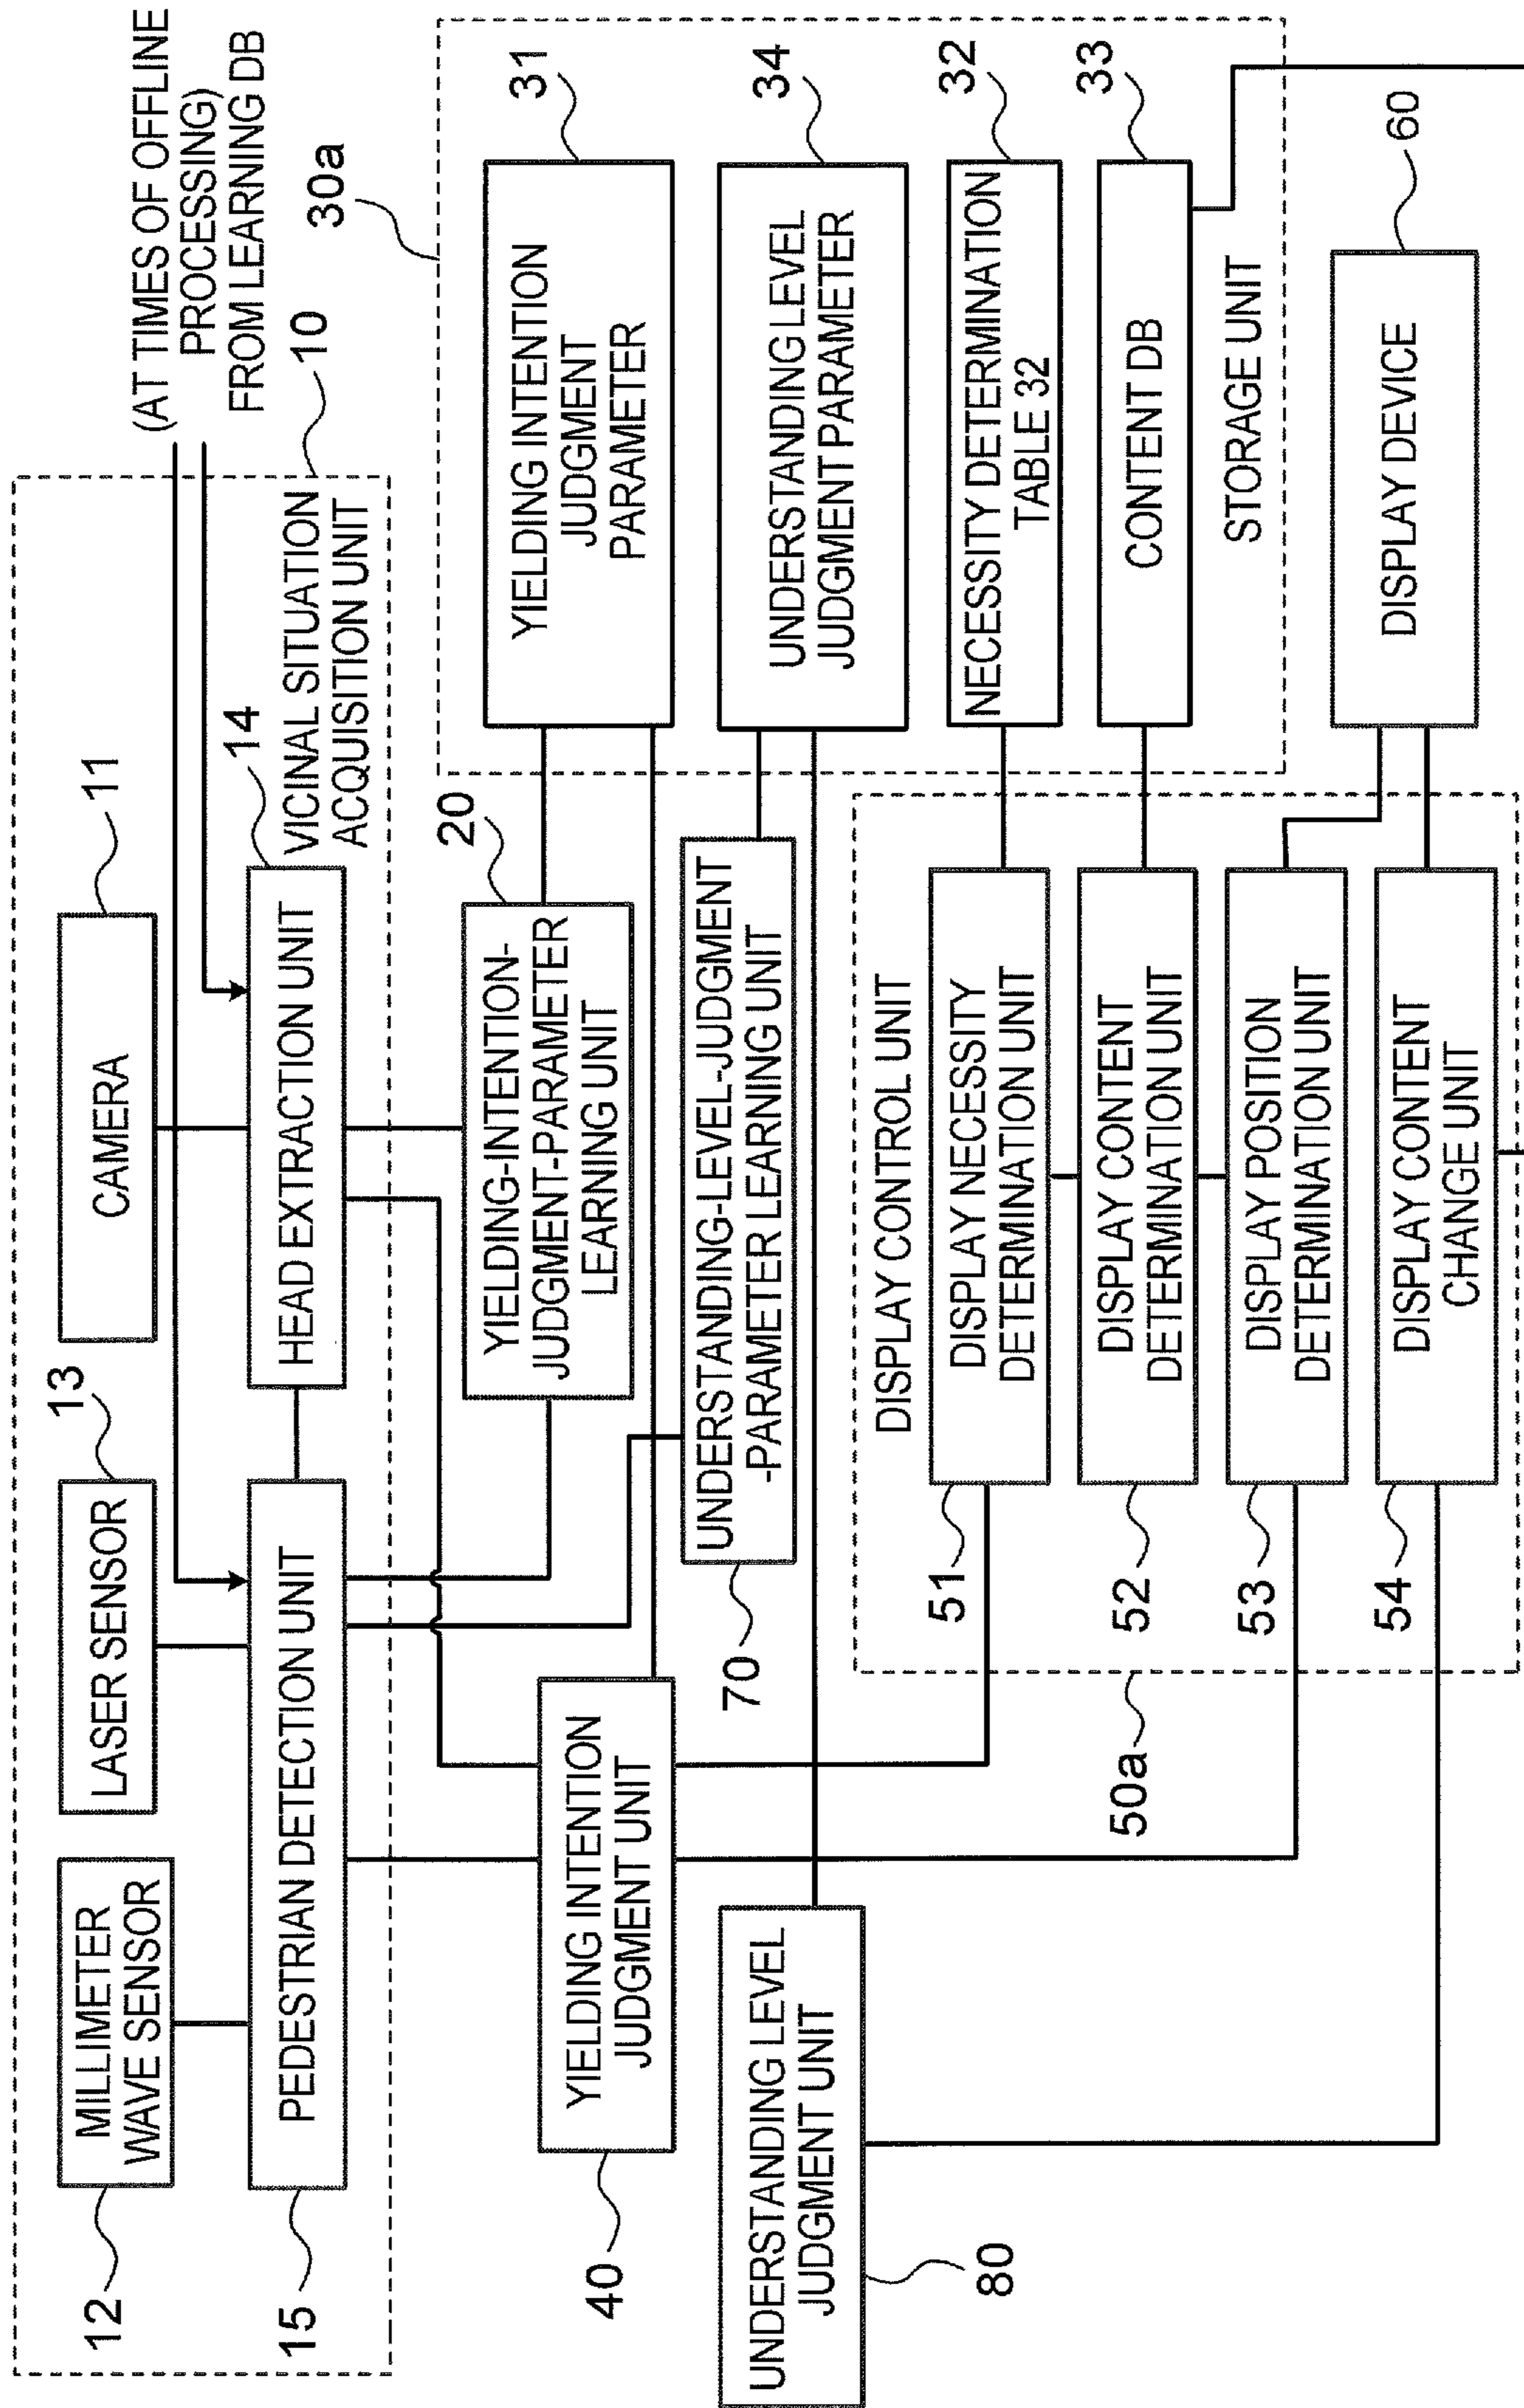 (AT TIMES OF OFFLINE
PROCESSING)
FROM LEARNING DB
10
VICINAL SITUATION
ACQUISITION UNIT
12
MILLIMETER
WAVE SENSOR
13
LASER SENSOR
11
CAMERA
15
PEDESTRIAN DETECTION UNIT
14
HEAD EXTRACTION UNIT
40
YIELDING INTENTION
JUDGMENT UNIT
20
YIELDING-INTENTION-
JUDGMENT-PARAMETER
LEARNING UNIT
30a
31
YIELDING INTENTION
JUDGMENT
PARAMETER
80
UNDERSTANDING LEVEL
JUDGMENT UNIT
70
UNDERSTANDING-LEVEL-JUDGMENT
-PARAMETER LEARNING UNIT
34
UNDERSTANDING LEVEL
JUDGMENT PARAMETER
32
NECESSITY DETERMINATION
TABLE 32
33
CONTENT DB
STORAGE UNIT
50a
DISPLAY CONTROL UNIT
51
DISPLAY NECESSITY
DETERMINATION UNIT
52
DISPLAY CONTENT
DETERMINATION UNIT
53
DISPLAY POSITION
DETERMINATION UNIT
54
DISPLAY CONTENT
CHANGE UNIT
60
DISPLAY DEVICE